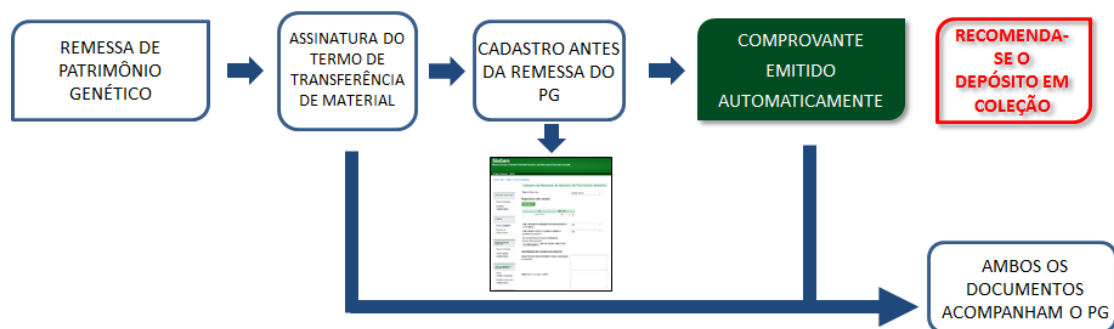 REMESSA DE
PATRIMÔNIO
GENÉTICO
ASSINATURA DO
TERMO DE
TRANSFERÊNCIA
DE MATERIAL
CADASTRO ANTES
DA REMESSA DO
PG
COMPROVANTE
EMITIDO
AUTOMATICAMENTE
RECOMENDA-
SE O
DEPÓSITO EM
COLEÇÃO
SisGen
AMBOS OS
DOCUMENTOS
ACOMPANHAM O PG